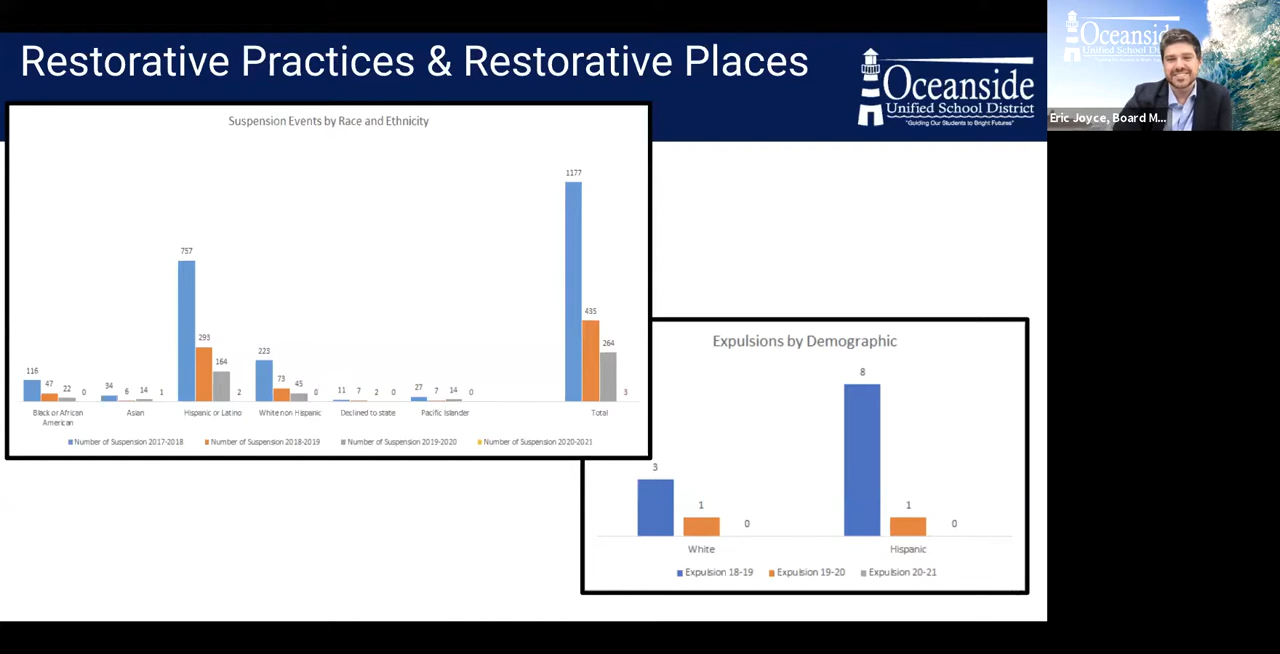 Restorative Practices & Restorative Places
Oceanside
Unified School District
"Guiding Our Students to Bright Futures"
Oceanside
Unified School Dist
Eric Joyce, Board M...
Suspension Events by Race and Ethnicity
1177
757
435
293
264
223
164
116
47
22
0
34
6
14
1
2
73
45
0
11
7
2
0
27
7
14
0
3
Black or African
American
Asian
Hispanic or Latino
White non Hispanic
Declined to state
Pacific Islander
Total
Number of Suspension 2017-2018
Number of Suspension 2018-2019
Number of Suspension 2019-2020
Number of Suspension 2020-2021
Expulsions by Demographic
8
3
1
0
1
0
White
Hispanic
Expulsion 18-19
Expulsion 19-20
Expulsion 20-21